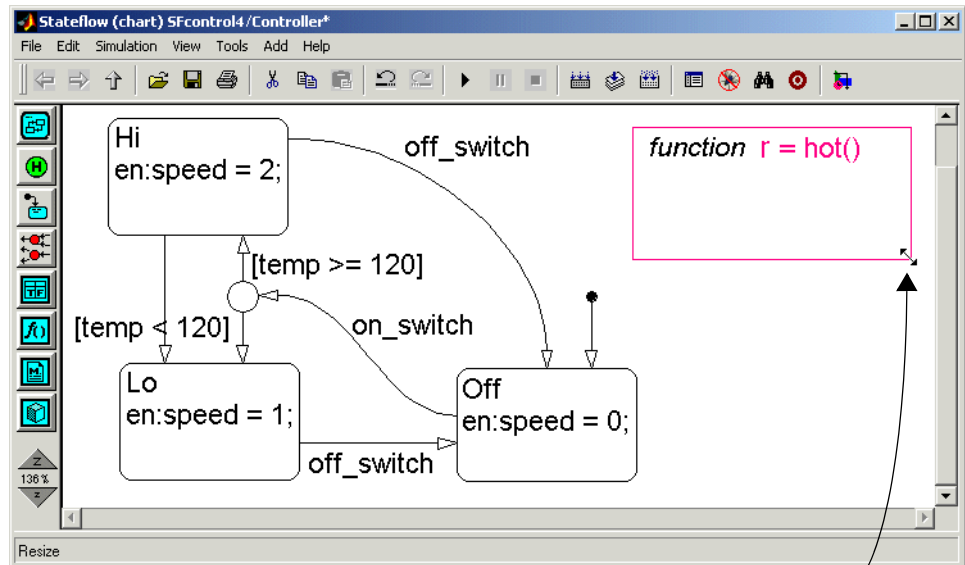 Stateflow (chart) SFcontrol4/Controller*
File Edit Simulation View Tools Add Help
Hi
en:speed = 2;
off_switch
function r = hot()
[temp >= 120]
[temp < 120]
on_switch
Lo
en:speed = 1;
Off
en:speed = 0;
off_switch
H
TF
f()
M
Z
136%
z
Resize